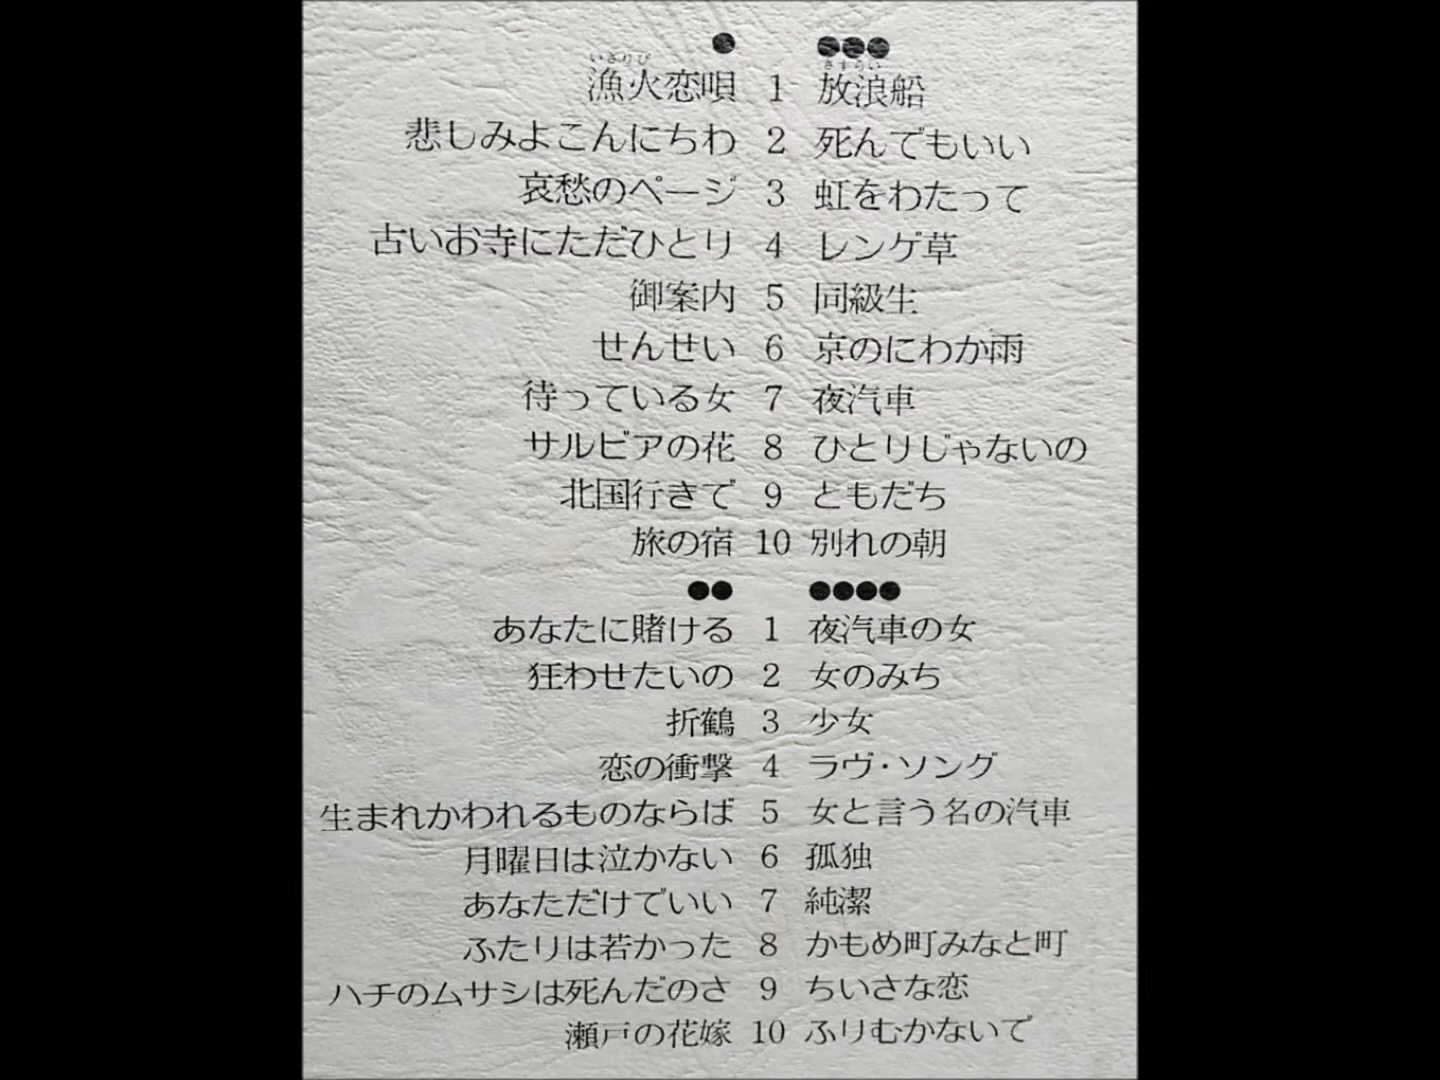 ●
漁火恋唄 1
悲しみよこんにちわ 2
哀愁のページ 3
古いお寺にただひとり 4
御案内 5
せんせい 6
待っている女 7
サルビアの花 8
北国行きで 9
旅の宿 10
●●
あなたに賭ける 1
狂わせたいの 2
折鶴 3
恋の衝撃 4
生まれかわれるものならば 5
月曜日は泣かない 6
あなただけでいい 7
ふたりは若かった 8
ハチのムサシは死んだのさ 9
瀬戸の花嫁 10
●●●
放浪船
死んでもいい
虹をわたって
レンゲ草
同級生
京のにわか雨
夜汽車
ひとりじゃないの
ともだち
別れの朝
●●●●
夜汽車の女
女のみち
少女
ラヴ・ソング
女と言う名の汽車
孤独
純潔
かもめ町みなと町
ちいさな恋
ふりむかないで
いさりび
さすらい